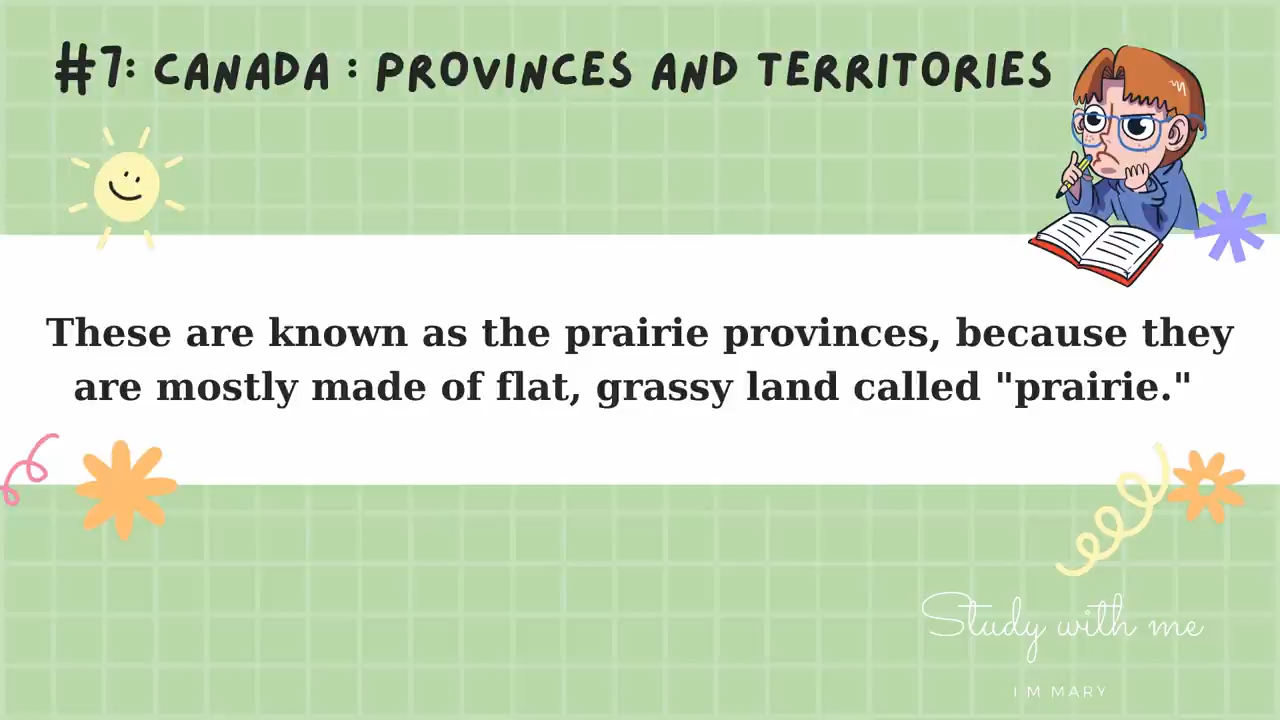 #7: CANADA : PROVINCES AND TERRITORIES
These are known as the prairie provinces, because they
are mostly made of flat, grassy land called "prairie."
Study with me
I M MARY